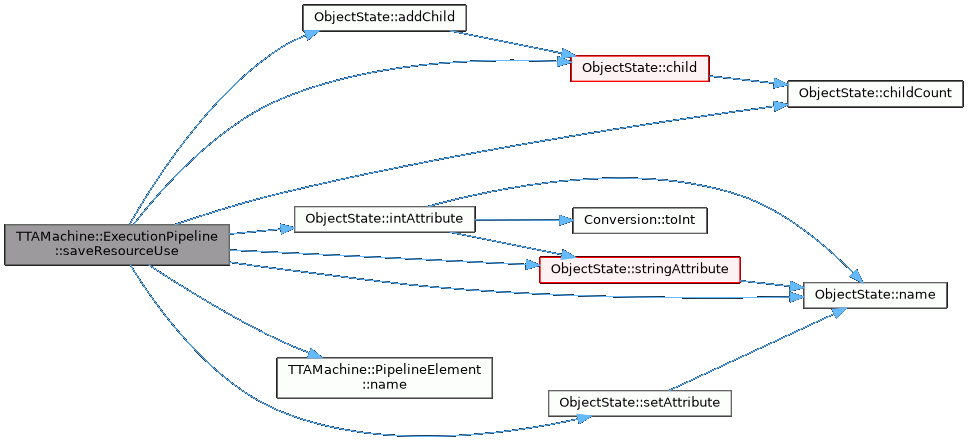 ObjectState::addChild
ObjectState::child
ObjectState::childCount
ObjectState::intAttribute
Conversion::toInt
TTAMachine::ExecutionPipeline
::saveResourceUse
ObjectState::stringAttribute
ObjectState::name
TTAMachine::PipelineElement
::name
ObjectState::setAttribute